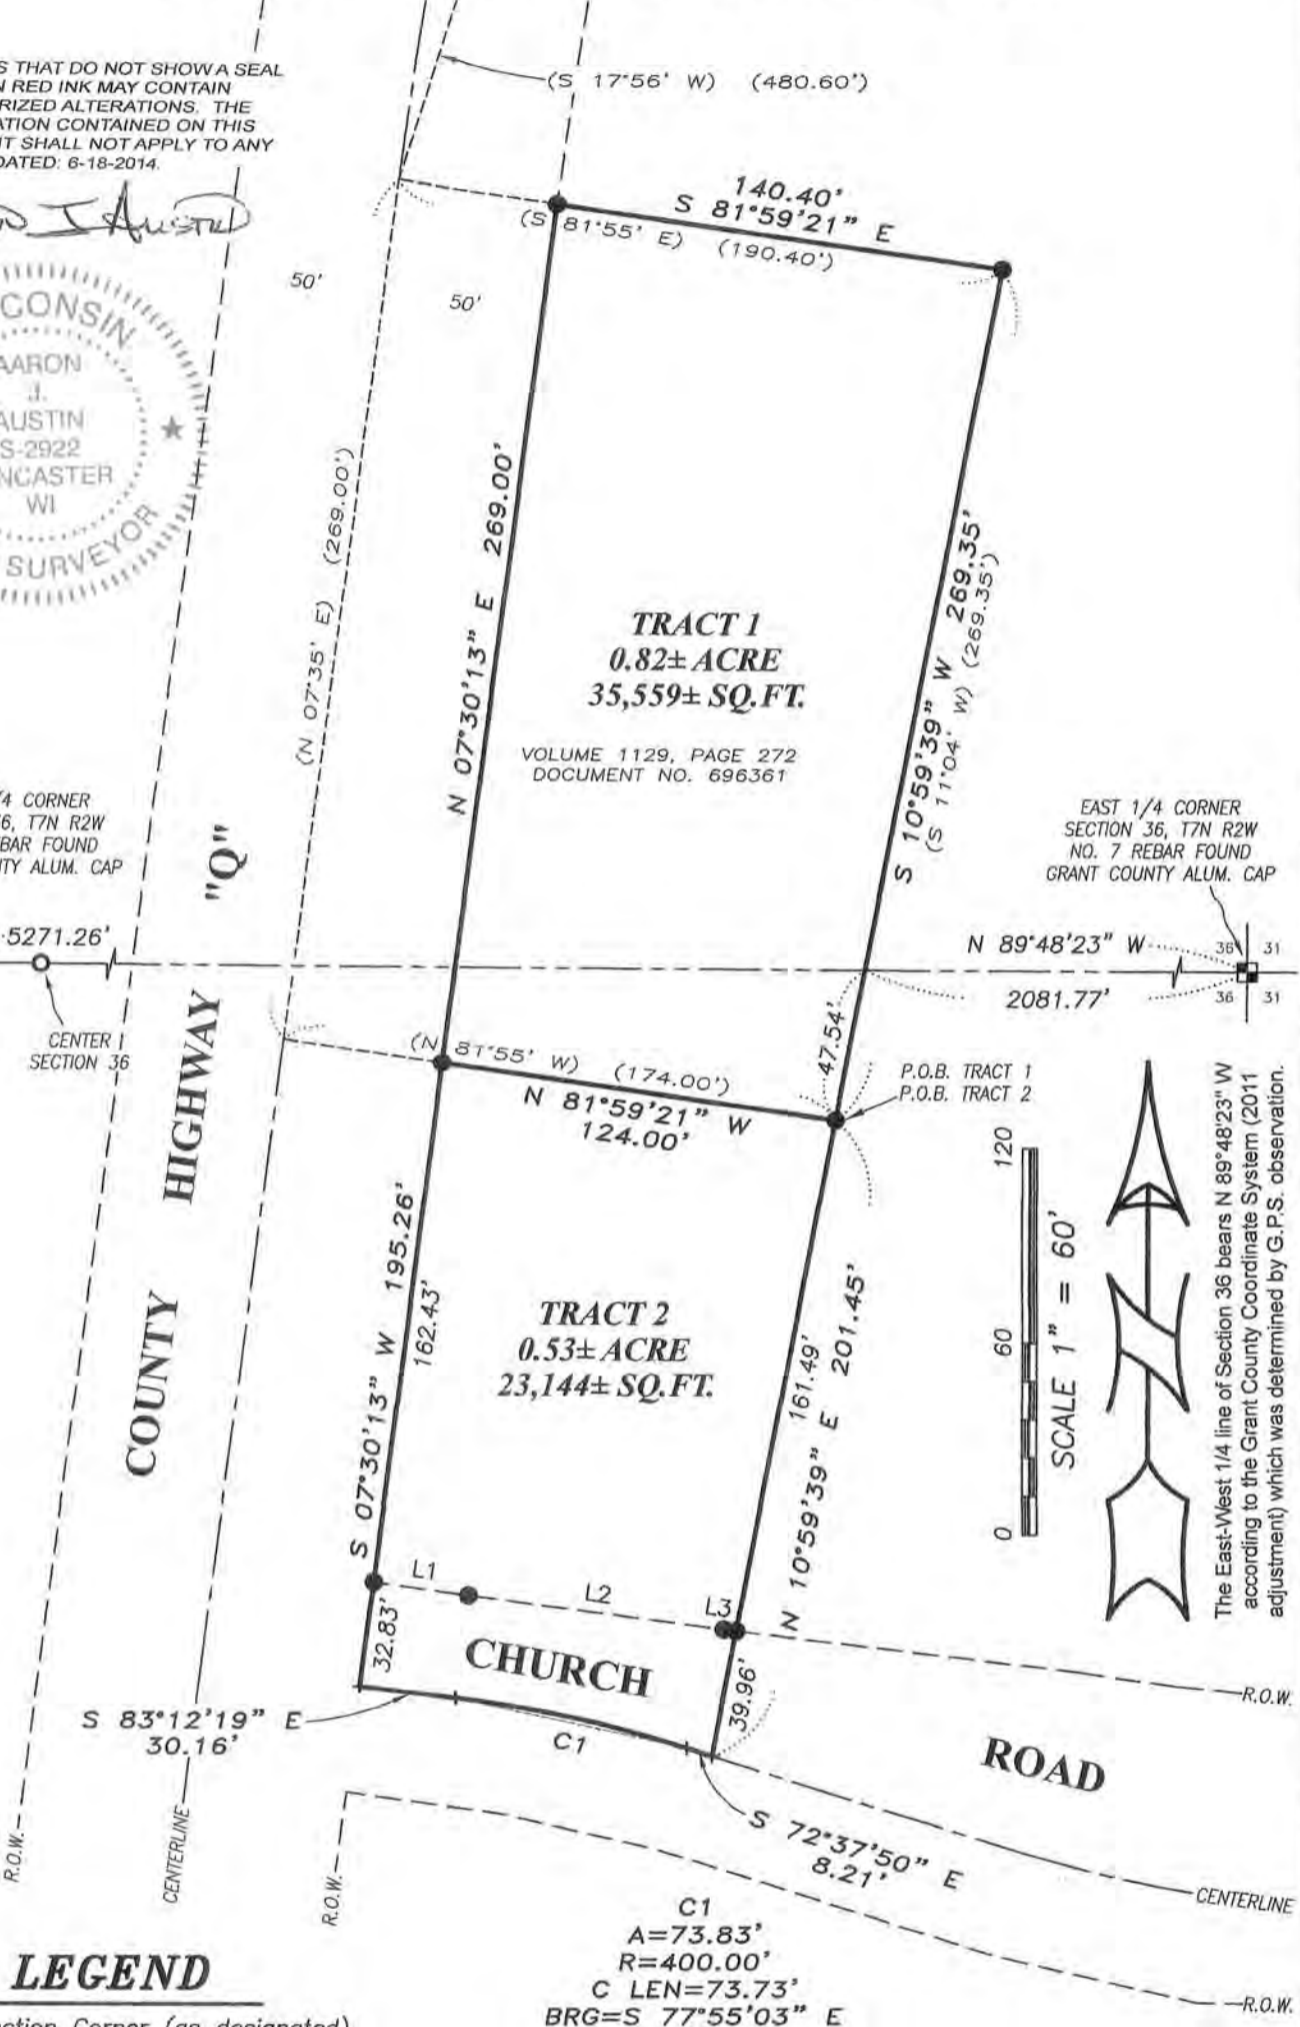 S THAT DO NOT SHOW A SEAL
N RED INK MAY CONTAIN
RIZED ALTERATIONS. THE
ATION CONTAINED ON THIS
T SHALL NOT APPLY TO ANY
DATED: 6-18-2014.
CONSIN
AARON
J.
AUSTIN
S-2922
NCASTER
WI
SURVEYOR
(S 17°56' W) (480.60')
140.40'
S 81°59'21" E
(S 81°55' E) (190.40')
50'
50'
N 07°30'13" E 269.00'
(N 07°35' E) (269.00')
TRACT 1
0.82± ACRE
35,559± SQ.FT.
VOLUME 1129, PAGE 272
DOCUMENT NO. 696361
S 10°59'39" W 269.35'
(S 11°04' W) (269.35')
/4 CORNER
6, T7N R2W
BAR FOUND
TY ALUM. CAP
5271.26'
CENTER
SECTION 36
COUNTY HIGHWAY "Q"
EAST 1/4 CORNER
SECTION 36, T7N R2W
NO. 7 REBAR FOUND
GRANT COUNTY ALUM. CAP
N 89°48'23" W
2081.77'
36 31
36 31
47.54'
P.O.B. TRACT 1
P.O.B. TRACT 2
(N 81°55' W) (174.00')
N 81°59'21" W
124.00'
S 07°30'13" W 195.26'
162.43'
TRACT 2
0.53± ACRE
23,144± SQ.FT.
161.49'
N 10°59'39" E 201.45'
0 60 120
SCALE 1" = 60'
The East-West 1/4 line of Section 36 bears N 89°48'23" W
according to the Grant County Coordinate System (2011
adjustment) which was determined by G.P.S. observation.
L1
L2
L3
32.83'
CHURCH ROAD
39.96'
S 83°12'19" E
30.16'
C1
R.O.W.
S 72°37'50" E
8.21'
CENTERLINE
R.O.W.
R.O.W.
CENTERLINE
R.O.W.
C1
A=73.83'
R=400.00'
C LEN=73.73'
BRG=S 77°55'03" E
LEGEND
ction Corner (as designated)